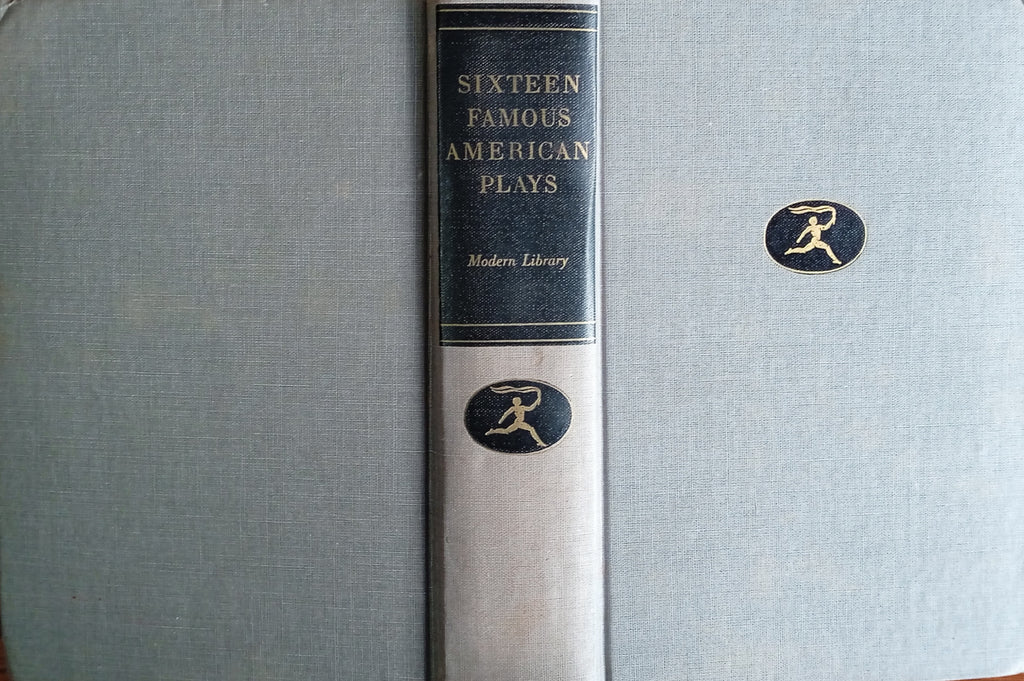 SIXTEEN
FAMOUS
AMERICAN
PLAYS
Modern Library